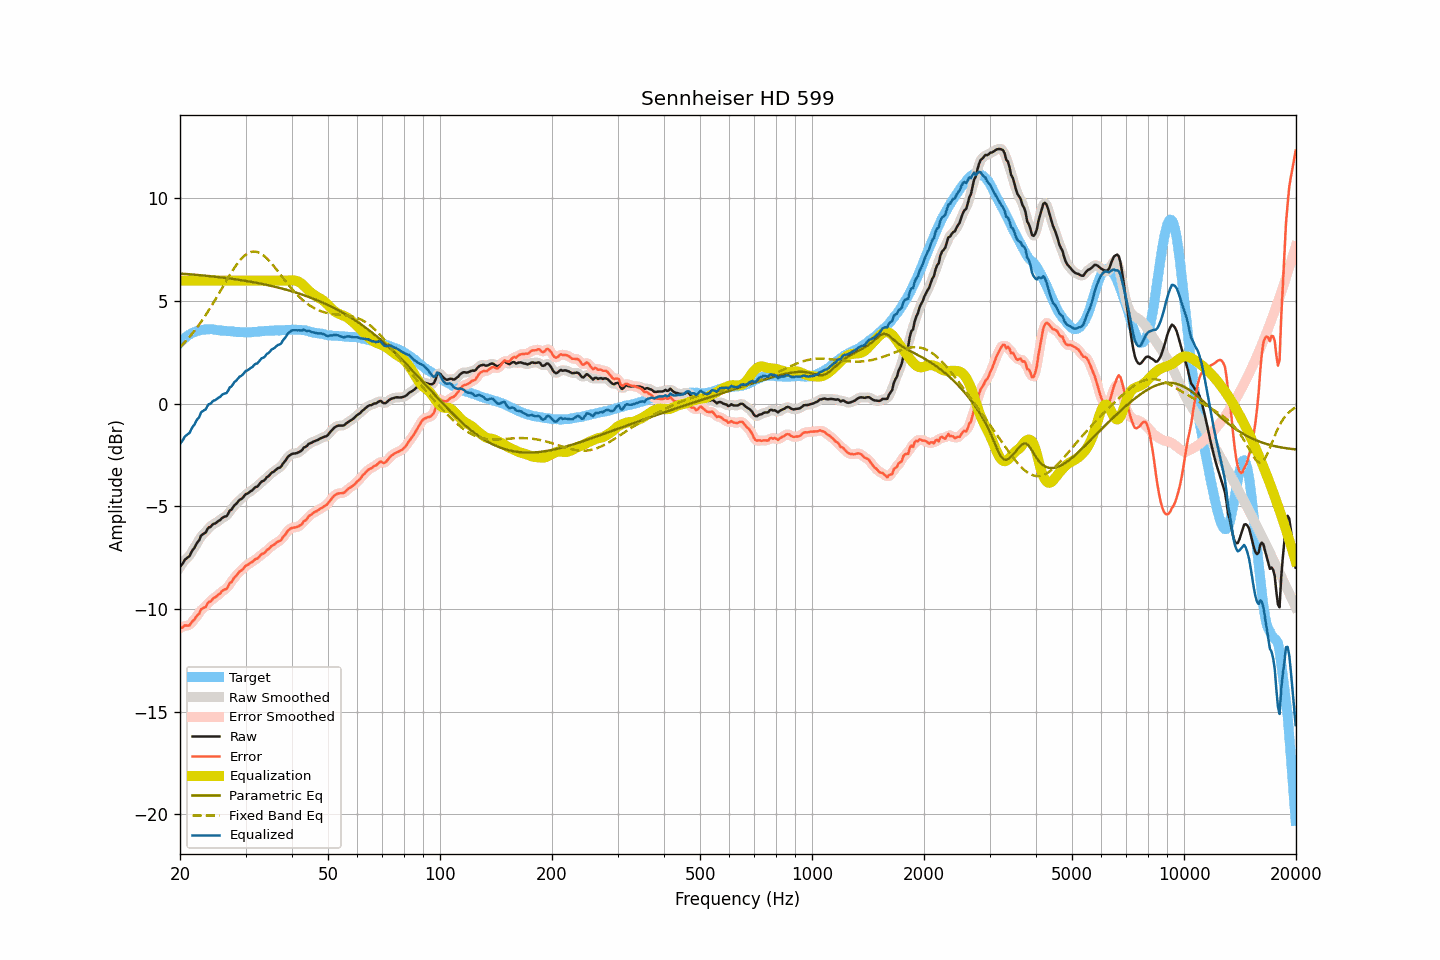 Sennheiser HD 599
Amplitude (dBr)
10
5
0
−5
−10
−15
−20
Target
Raw Smoothed
Error Smoothed
Raw
Error
Equalization
Parametric Eq
Fixed Band Eq
Equalized
20 50 100 200 500 1000 2000 5000 10000 20000
Frequency (Hz)